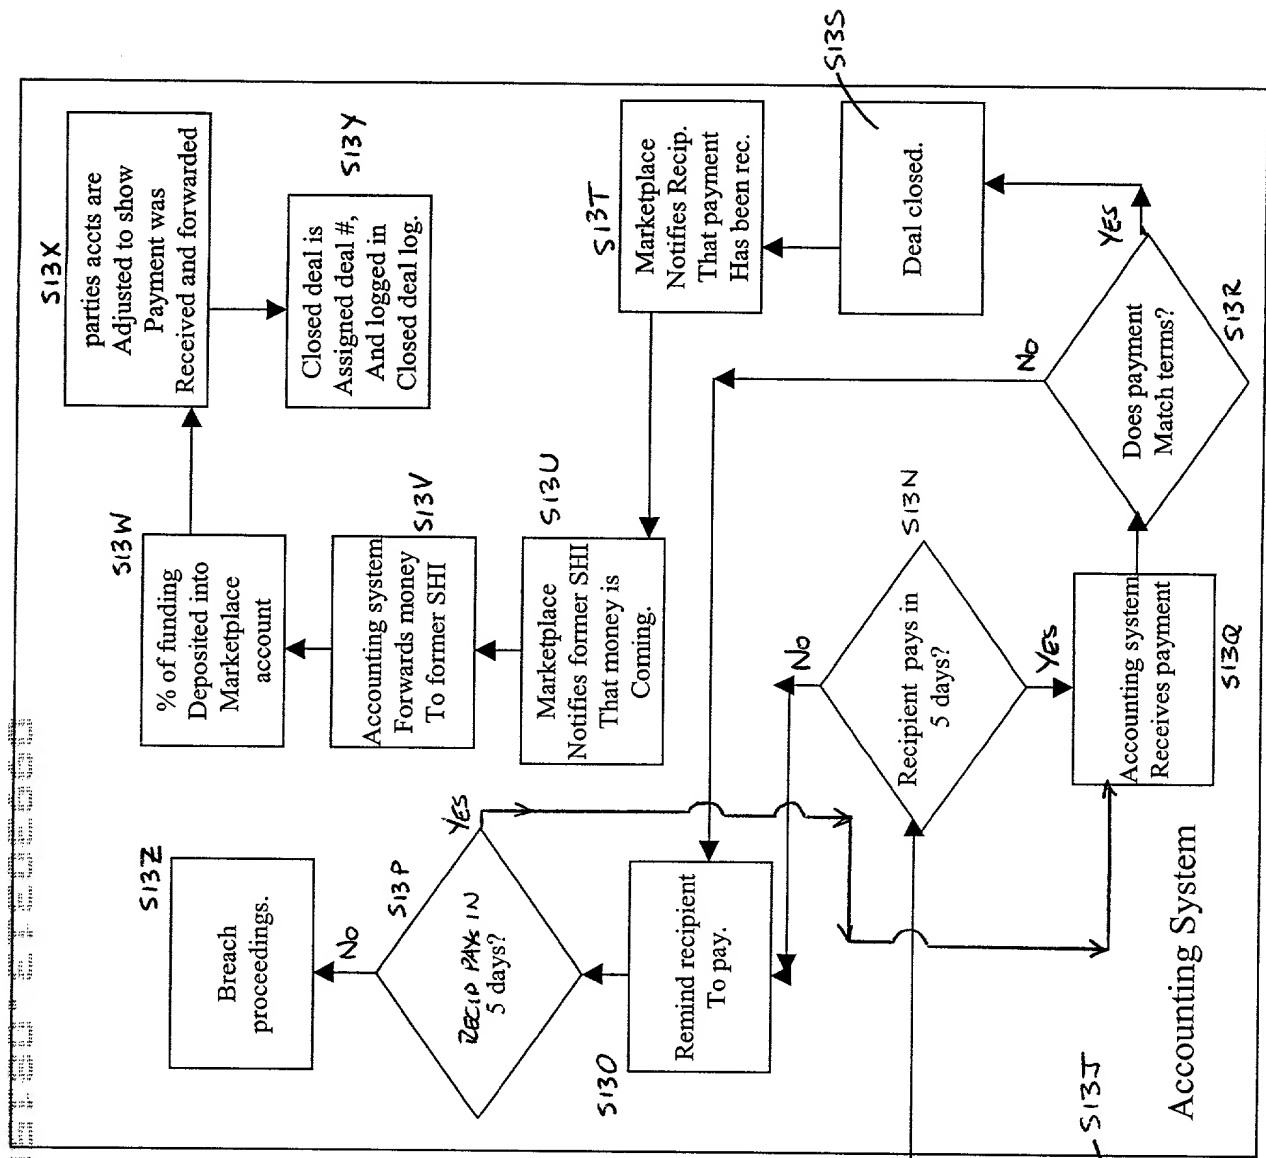 S13X
parties accts are
Adjusted to show
Payment was
Received and forwarded
S13Y
Closed deal is
Assigned deal #,
And logged in
Closed deal log.
S13W
% of funding
Deposited into
Marketplace
account
S13V
Accounting system
Forwards money
To former SHI
S13U
Marketplace
Notifies former SHI
That money is
Coming.
S13T
Marketplace
Notifies Recip.
That payment
Has been rec.
S13S
Deal closed.
S13Z
Breach
proceedings.
NO
S13P
RECIP PAYS IN
5 days?
YES
S13O
Remind recipient
To pay.
NO
S13N
Recipient pays in
5 days?
YES
S13Q
Accounting system
Receives payment
NO
YES
Does payment
Match terms?
S13R
S13J
Accounting System